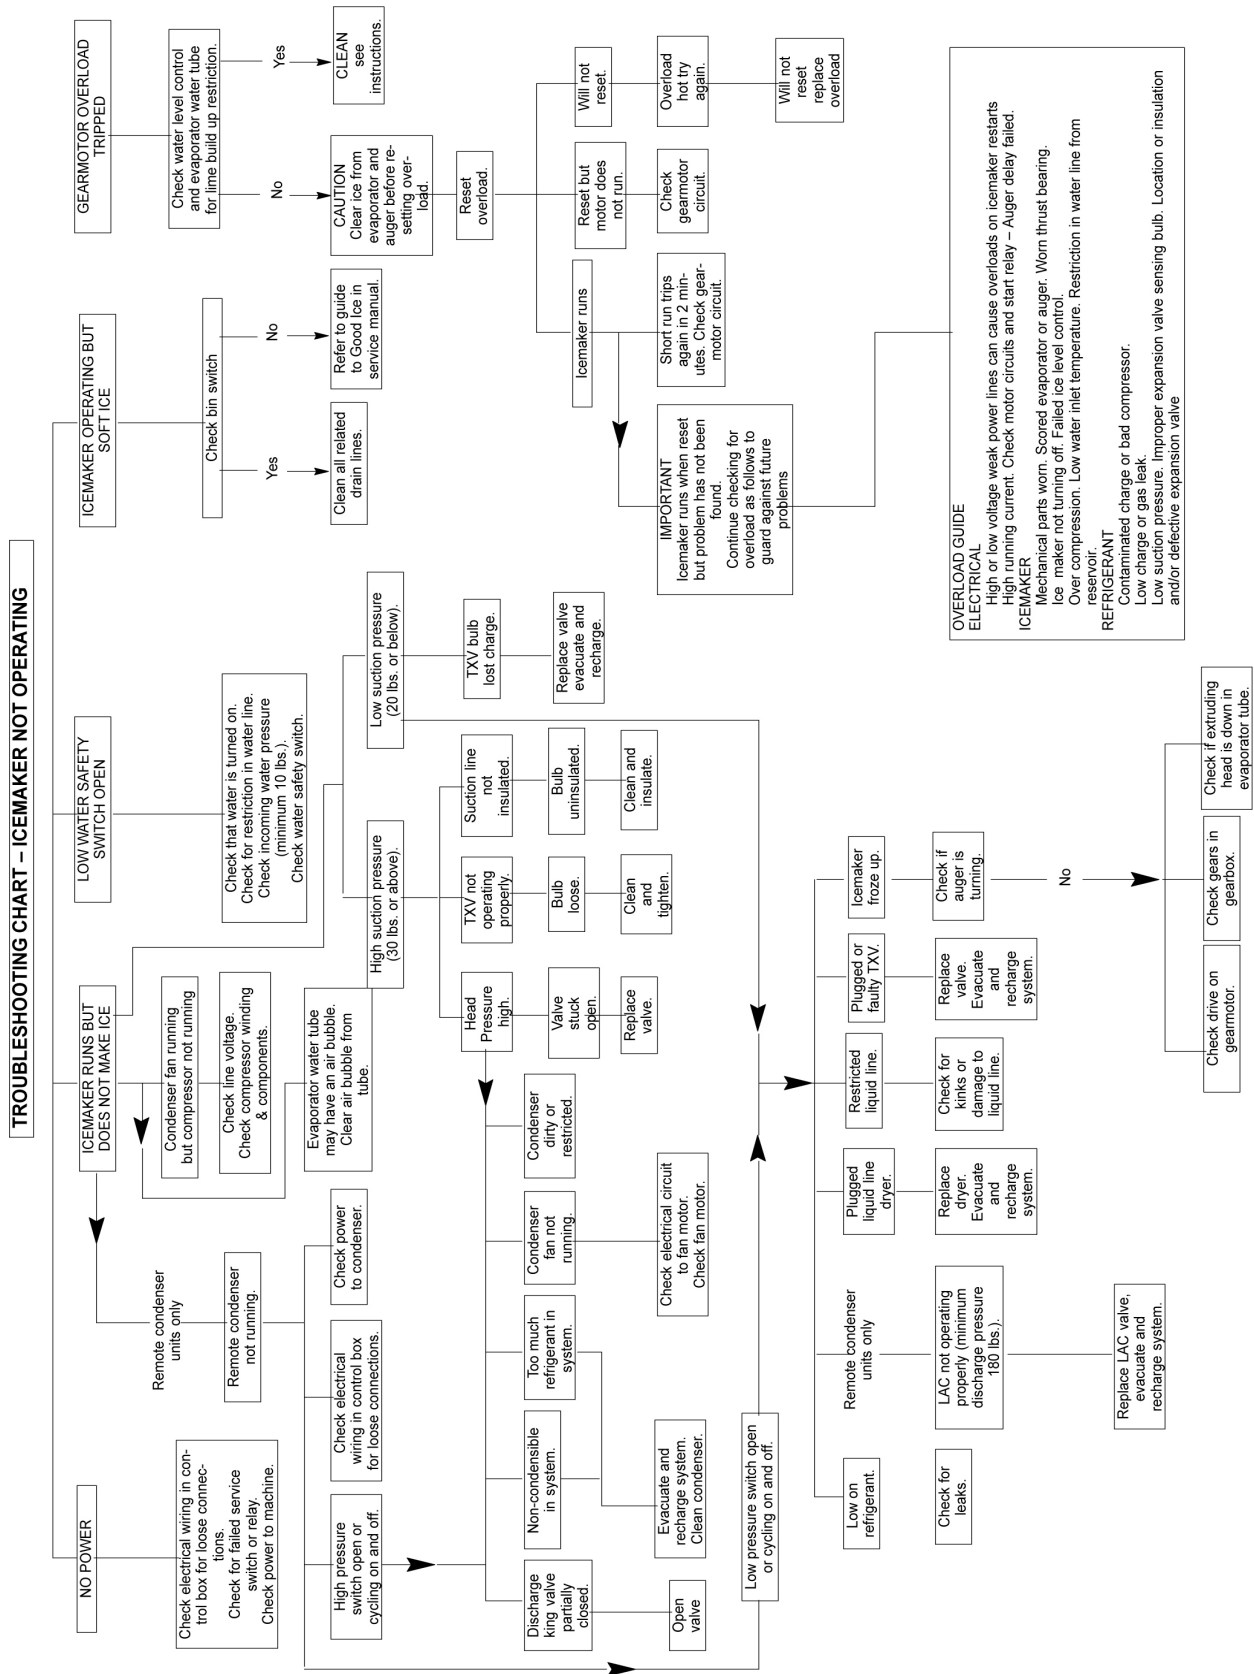 TROUBLESHOOTING CHART – ICEMAKER NOT OPERATING
NO POWER
Check electrical wiring in con-
trol box for loose connec-
tions.
Check for failed service
switch or relay.
Check power to machine.
ICEMAKER RUNS BUT
DOES NOT MAKE ICE
Remote condenser
units only
Remote condenser
not running.
Condenser fan running
but compressor not running
Check line voltage.
Check compressor winding
& components.
Evaporator water tube
may have an air bubble.
Clear air bubble from
tube.
LOW WATER SAFETY
SWITCH OPEN
Check that water is turned on.
Check for restriction in water line.
Check incoming water pressure
(minimum 10 lbs.).
Check water safety switch.
ICEMAKER OPERATING BUT
SOFT ICE
Check bin switch
Yes
No
Clean all related
drain lines.
Refer to guide
to Good Ice in
service manual.
GEARMOTOR OVERLOAD
TRIPPED
Check water level control
and evaporator water tube
for lime build up restriction.
No
Yes
CAUTION
Clear ice from
evaporator and
auger before re-
setting over-
load.
CLEAN
see
instructions.
Reset
overload.
Icemaker runs
Reset but
motor does
not run.
Will not
reset.
Short run trips
again in 2 min-
utes. Check gear-
motor circuit.
Check
gearmotor
circuit.
Overload
hot try
again.
Will not
reset
replace
overload
IMPORTANT
Icemaker runs when reset
but problem has not been
found.
Continue checking for
overload as follows to
guard against future
problems
OVERLOAD GUIDE
ELECTRICAL
High or low voltage weak power lines can cause overloads on icemaker restarts
High running current. Check motor circuits and start relay – Auger delay failed.
ICEMAKER
Mechanical parts worn. Scored evaporator or auger. Worn thrust bearing.
Ice maker not turning off. Failed ice level control.
Over compression. Low water inlet temperature. Restriction in water line from
reservoir.
REFRIGERANT
Contaminated charge or bad compressor.
Low charge or gas leak.
Low suction pressure. Improper expansion valve sensing bulb. Location or insulation
and/or defective expansion valve
High pressure
switch open or
cycling on and off.
Check electrical
wiring in control box
for loose connections.
Check power
to condenser.
High suction pressure
(30 lbs. or above).
Low suction pressure
(20 lbs. or below).
Head
Pressure
high.
TXV not
operating
properly.
Suction line
not
insulated.
TXV bulb
lost charge.
Valve
stuck
open.
Bulb
loose.
Bulb
uninsulated.
Replace valve
evacuate and
recharge.
Replace
valve.
Clean
and
tighten.
Clean and
insulate.
Discharge
king valve
partially
closed.
Non-condensible
in system.
Too much
refrigerant in
system.
Condenser
fan not
running.
Condenser
dirty or
restricted.
Open
valve
Evacuate and
recharge system.
Clean condenser.
Check electrical circuit
to fan motor.
Check fan motor.
Low pressure switch open
or cycling on and off.
Low on
refrigerant.
Remote condenser
units only
Plugged
liquid line
dryer.
Restricted
liquid line.
Plugged or
faulty TXV.
Icemaker
froze up.
Check for
leaks.
LAC not operating
properly (minimum
discharge pressure
180 lbs.).
Replace
dryer.
Evacuate
and
recharge
system.
Check for
kinks or
damage to
liquid line.
Replace
valve.
Evacuate
and
recharge
system.
Check if
auger is
turning.
No
Replace LAC valve,
evacuate and
recharge system.
Check drive on
gearmotor.
Check gears in
gearbox.
Check if extruding
head is down in
evaporator tube.